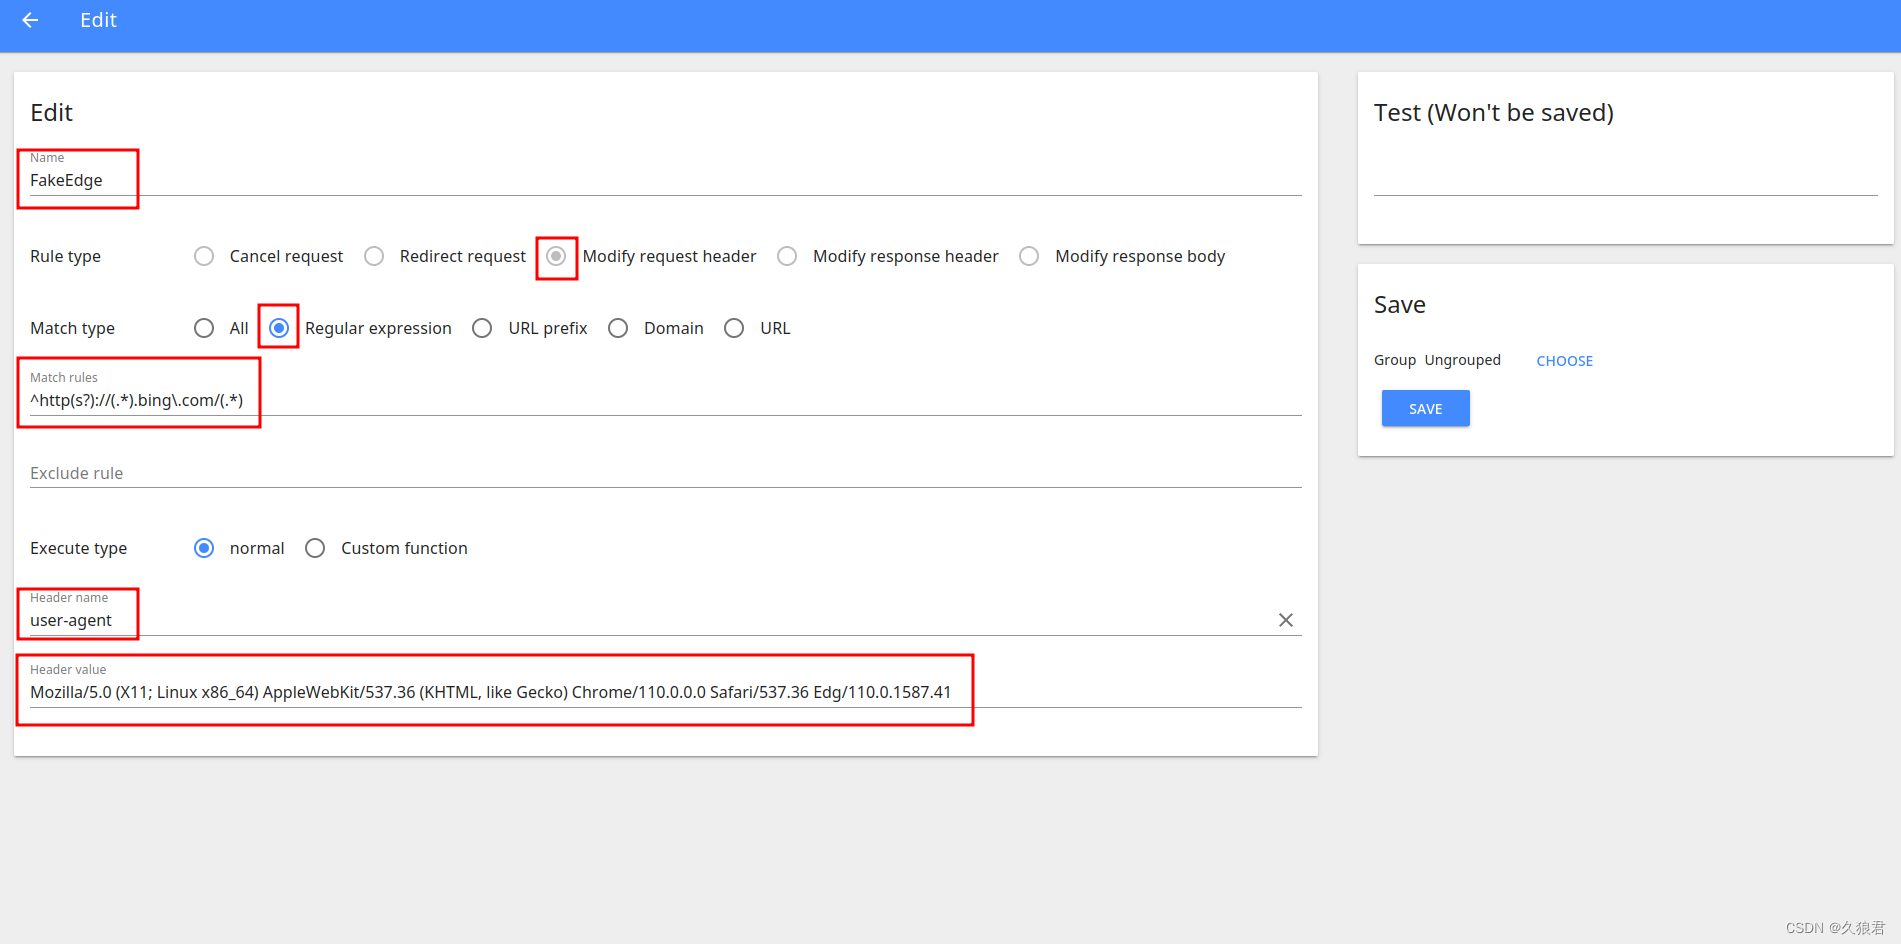 Edit
Edit
Name
FakeEdge
Rule type Cancel request Redirect request Modify request header Modify response header Modify response body
Match type All Regular expression URL prefix Domain URL
Match rules
^http(s?)://(.*).bing\.com/(.*)
Exclude rule
Execute type normal Custom function
Header name
user-agent
Header value
Mozilla/5.0 (X11; Linux x86_64) AppleWebKit/537.36 (KHTML, like Gecko) Chrome/110.0.0.0 Safari/537.36 Edg/110.0.1587.41
Test (Won't be saved)
Save
Group Ungrouped CHOOSE
SAVE
CSDN @久狼君